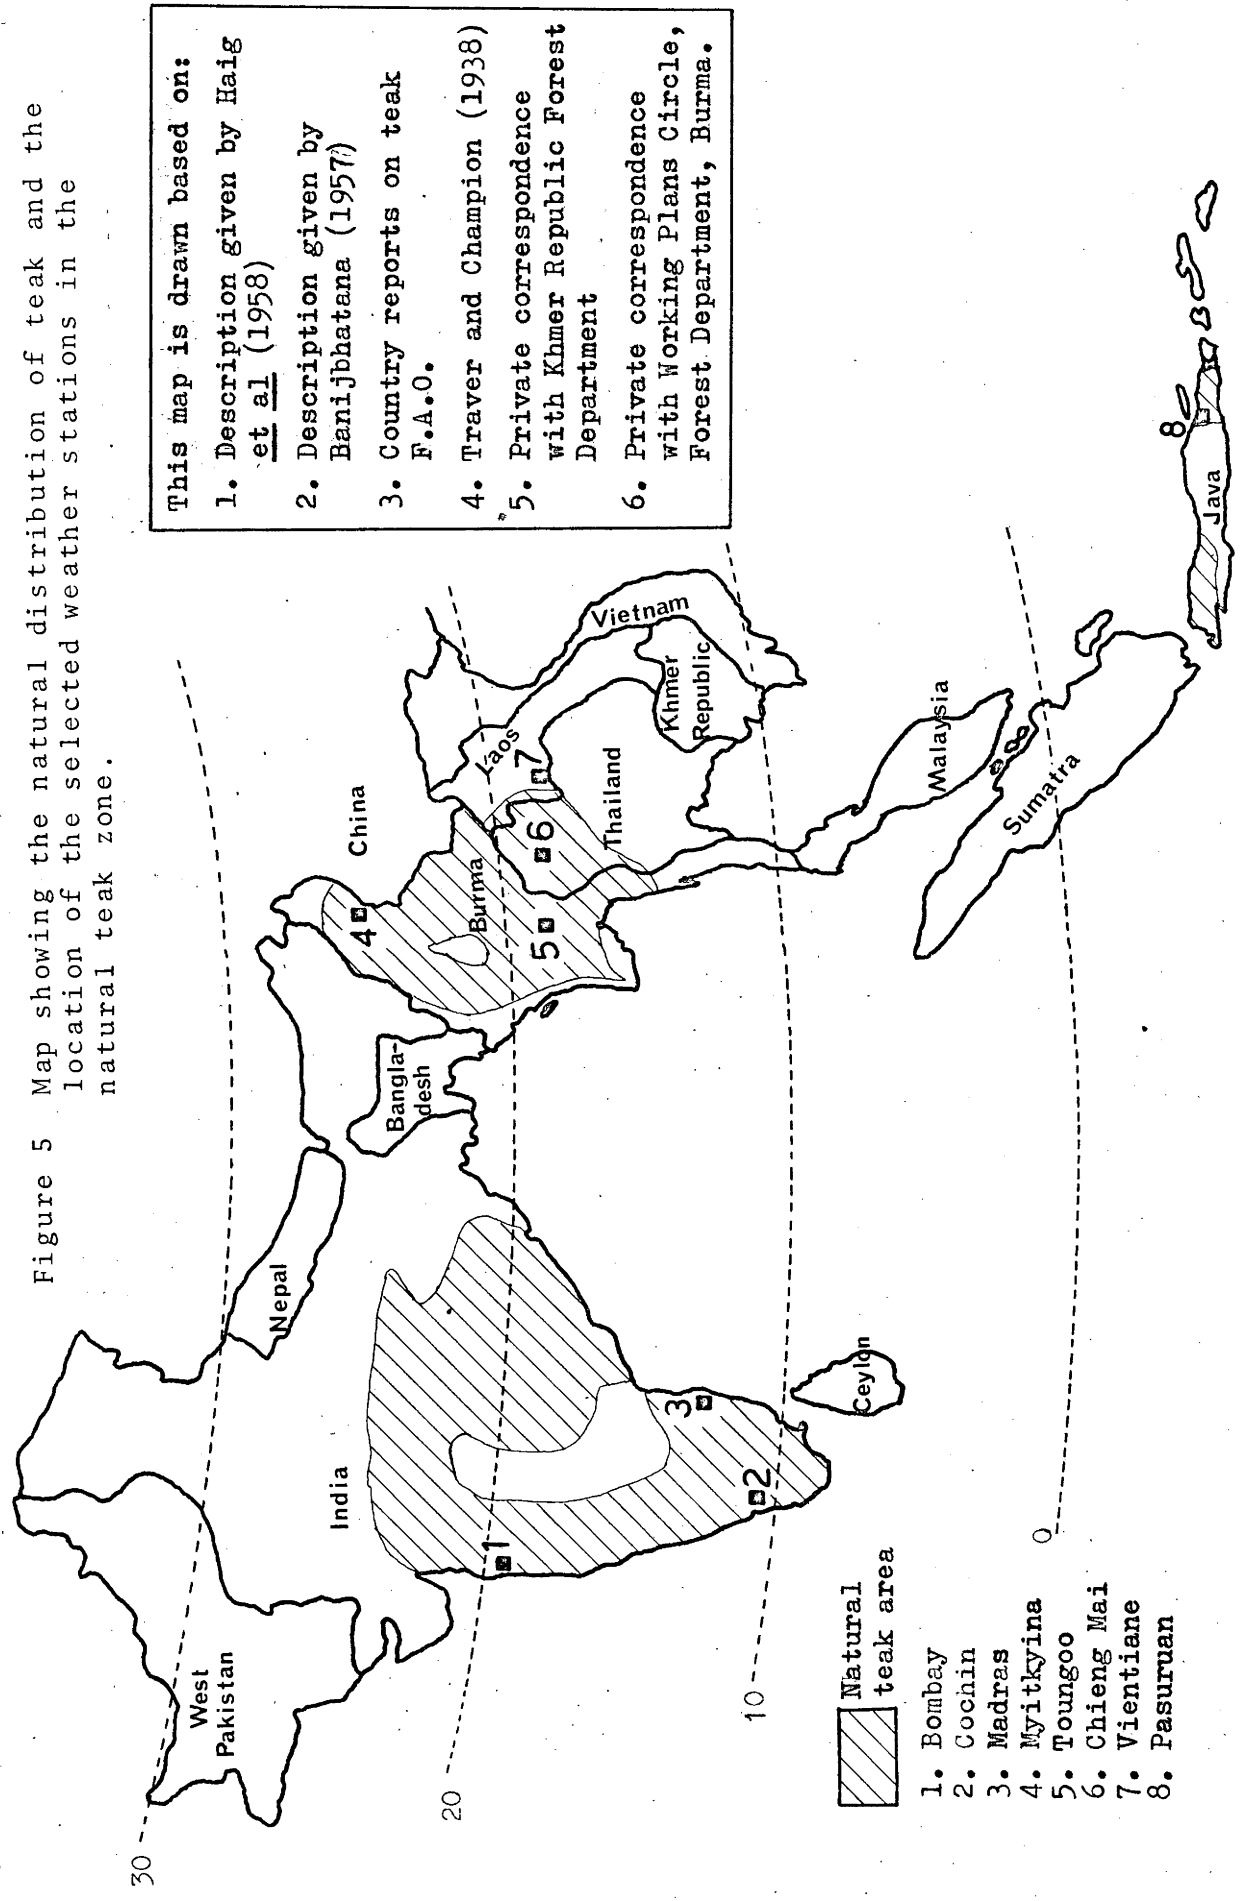 Figure 5 Map showing the natural distribution of teak and the
location of the selected weather stations in the
natural teak zone.
This map is drawn based on:
1. Description given by Haig
et al (1958)
2. Description given by
Banijbhatana (1957)
3. Country reports on teak
F.A.O.
4. Traver and Champion (1938)
5. Private correspondence
with Khmer Republic Forest
Department
6. Private correspondence
with Working Plans Circle,
Forest Department, Burma.
30
20
10
0
West
Pakistan
India
Nepal
Bangla-
desh
China
Burma
Laos
Vietnam
Thailand
Khmer
Republic
Malaysia
Sumatra
Java
Ceylon
1
2
3
4
5
6
7
8
Natural
teak area
1. Bombay
2. Cochin
3. Madras
4. Myitkyina
5. Toungoo
6. Chieng Mai
7. Vientiane
8. Pasuruan